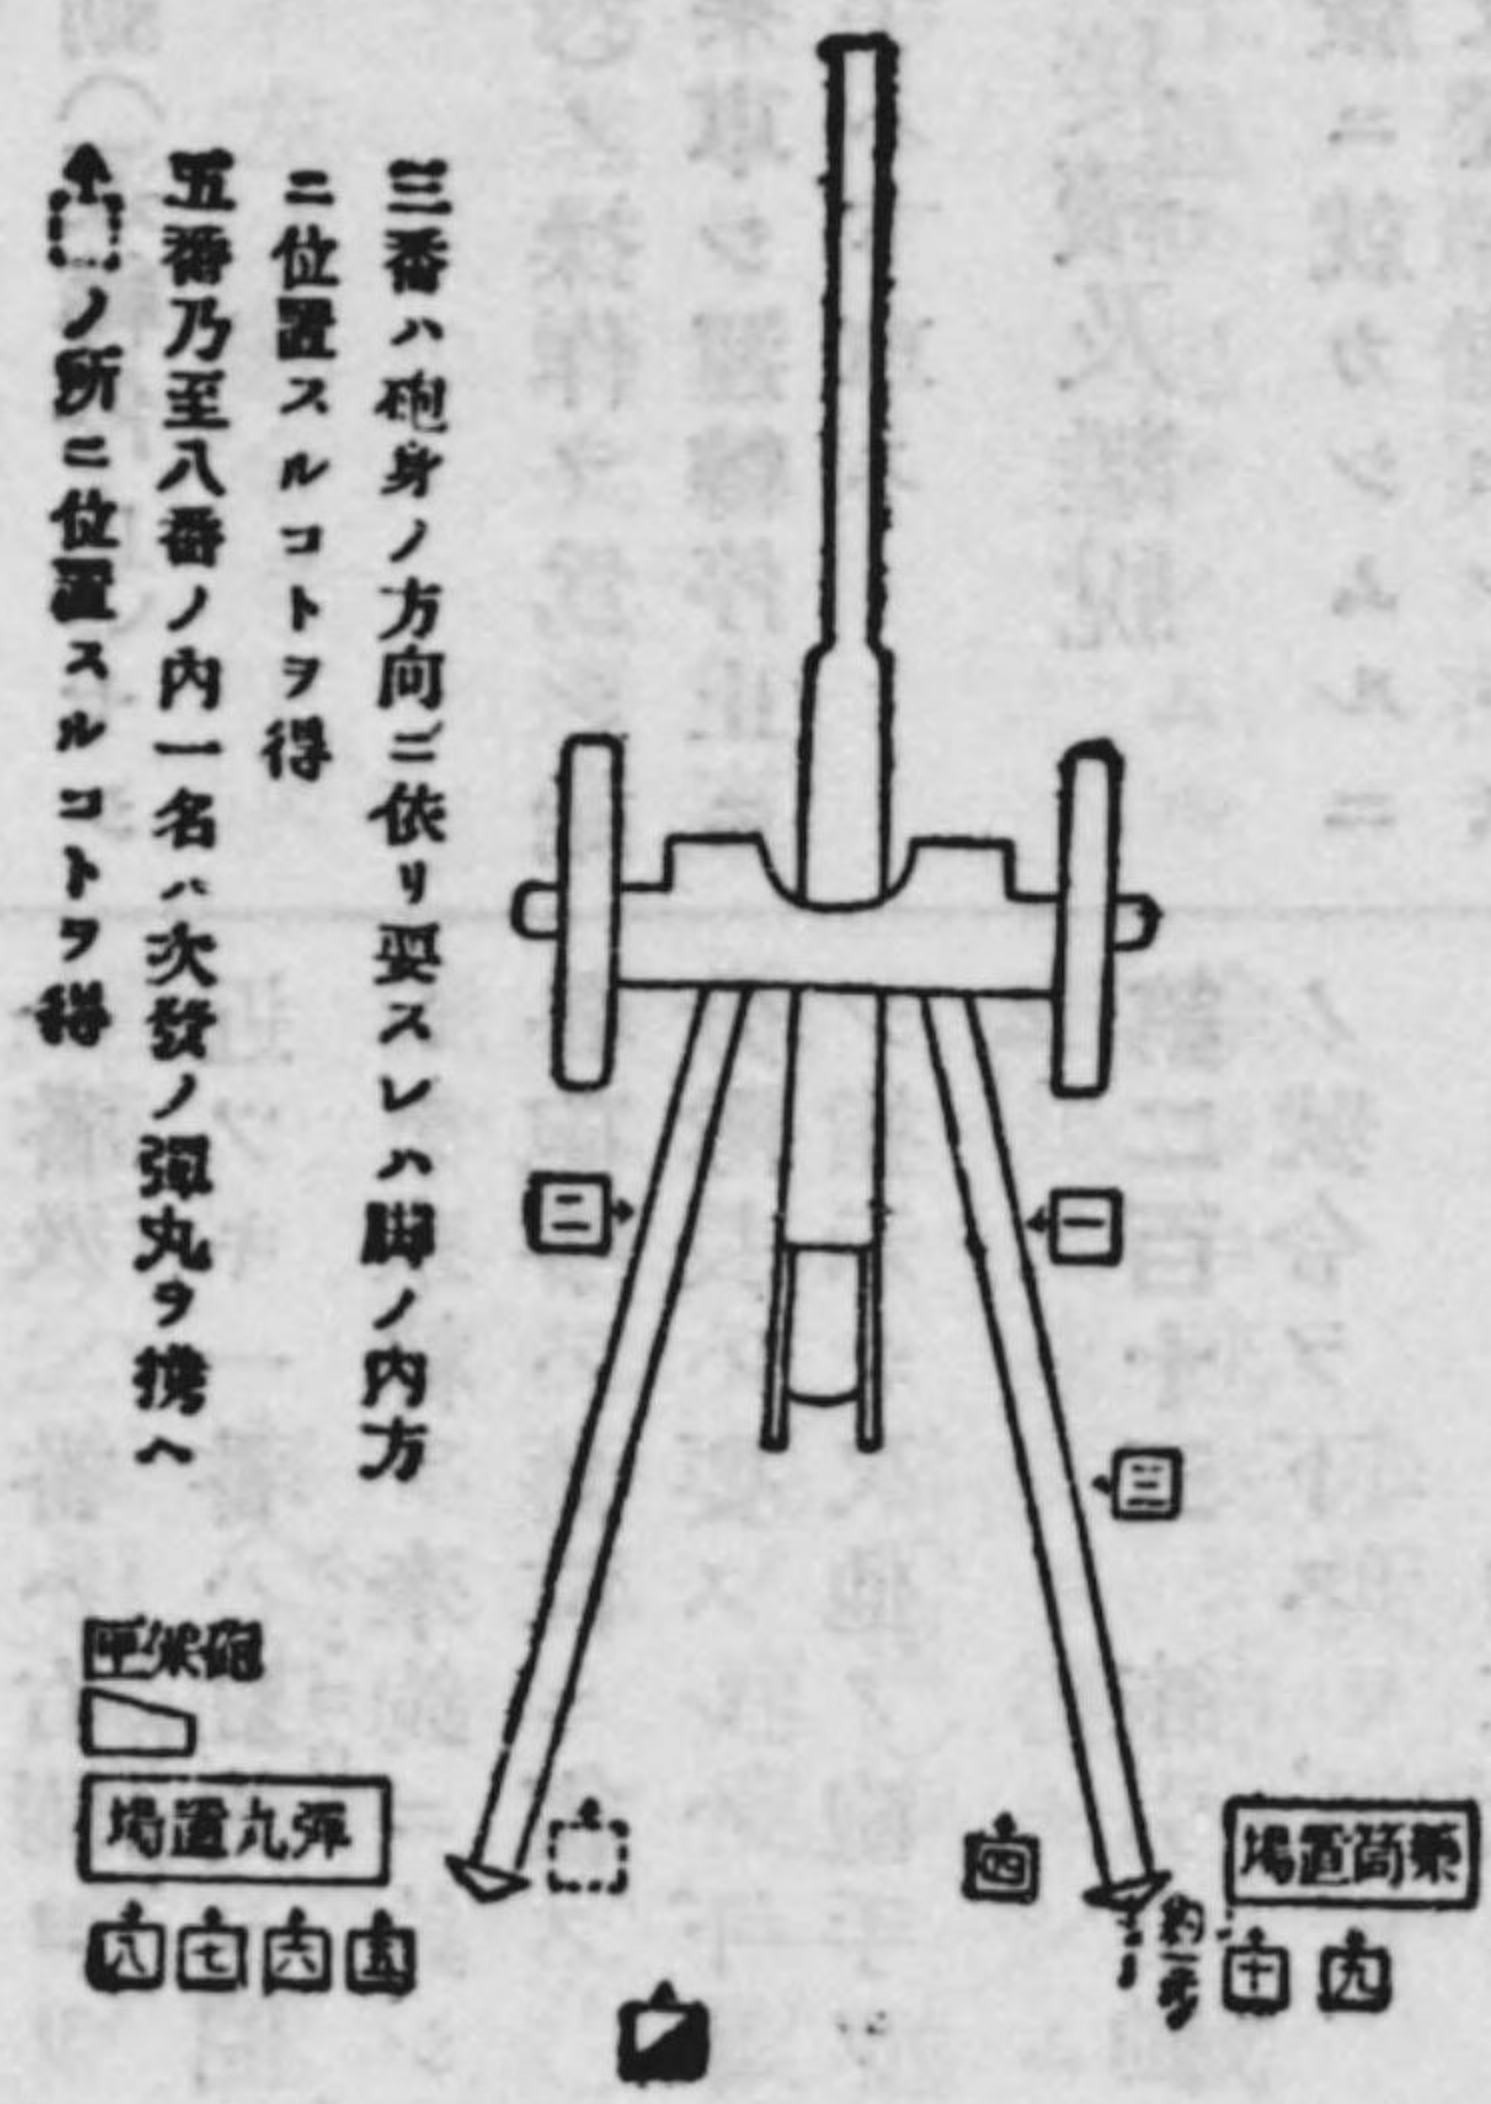 三番ハ砲身ノ方向ニ依リ要スレハ脚ノ内方
ニ位置スルコトヲ得
五番乃至八番ノ内一名ハ次發ノ彈丸ヲ携ヘ
ノ所ニ位置スルコトヲ得
二
一
三
砲架匣
彈丸置場
四
藥筒置場
約一步
八
七
六
五
十
九